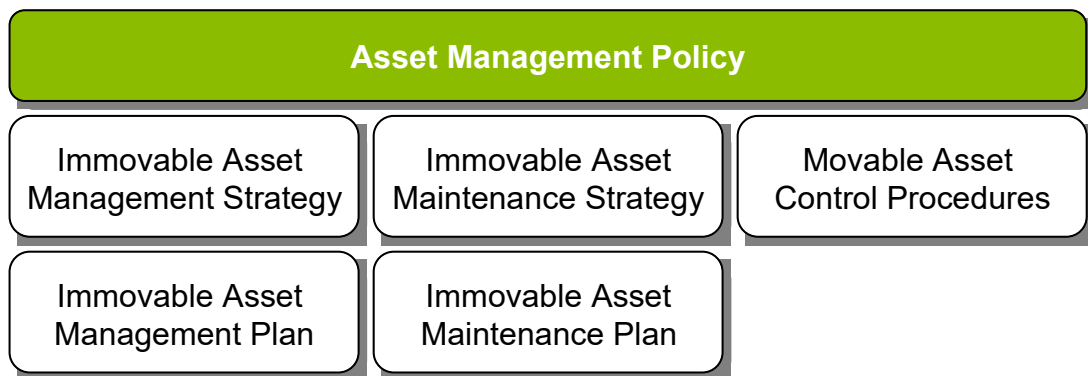 Asset Management Policy
Immovable Asset
Management Strategy
Immovable Asset
Maintenance Strategy
Movable Asset
Control Procedures
Immovable Asset
Management Plan
Immovable Asset
Maintenance Plan